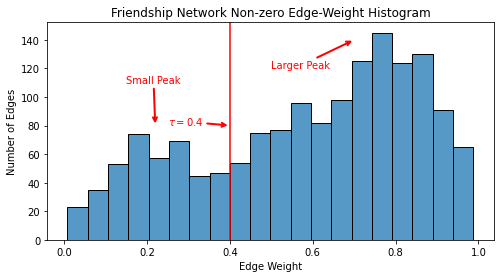 Friendship Network Non-zero Edge-Weight Histogram
140
120
100
80
60
40
20
0
Number of Edges
Small Peak
Larger Peak
τ = 0.4
0.0 0.2 0.4 0.6 0.8 1.0
Edge Weight